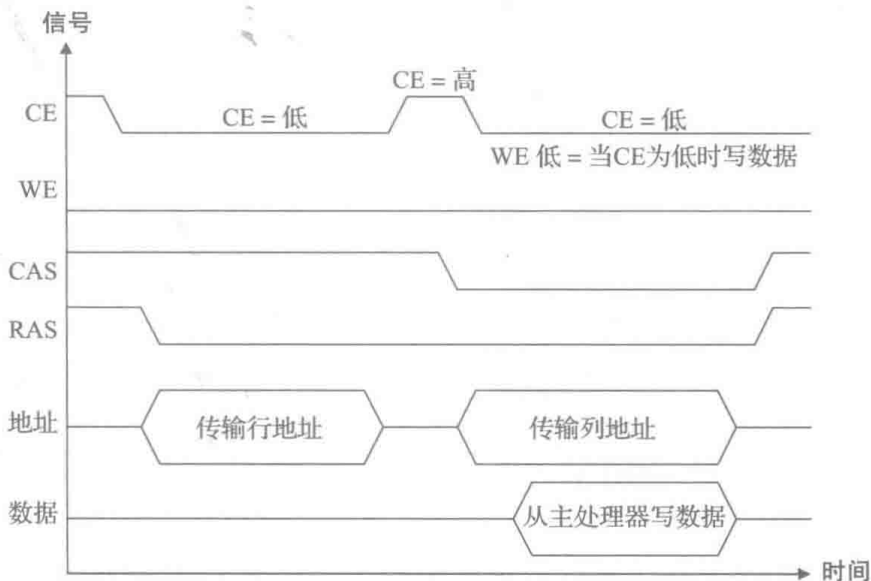 信号
CE = 高
CE
CE = 低
CE = 低
WE 低 = 当CE为低时写数据
WE
CAS
RAS
地址
传输行地址
传输列地址
数据
从主处理器写数据
时间